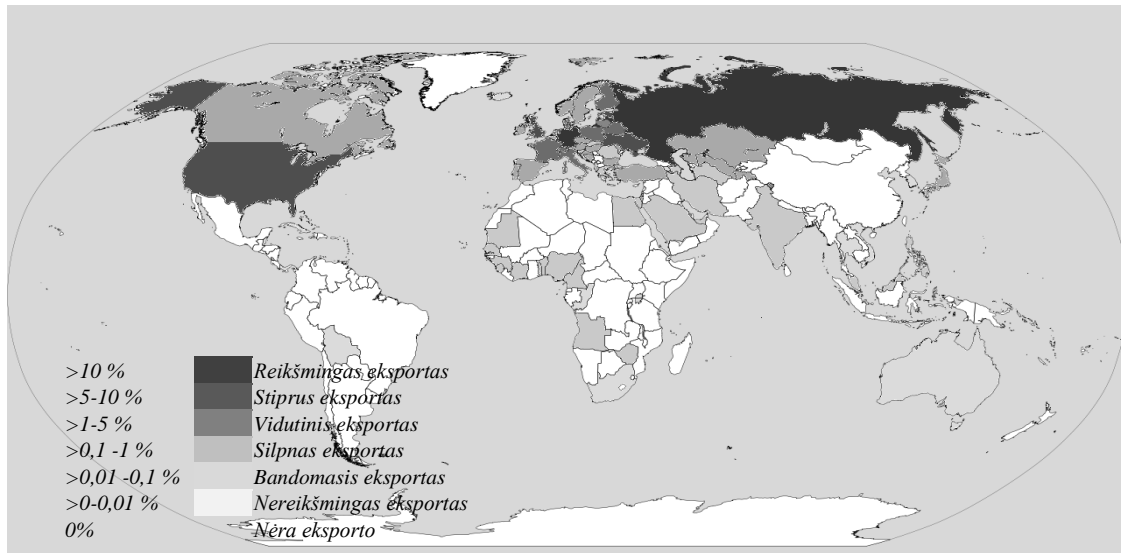 >10 % Reikšmingas eksportas
>5-10 % Stiprus eksportas
>1-5 % Vidutinis eksportas
>0,1 -1 % Silpnas eksportas
>0,01 -0,1 % Bandomasis eksportas
>0-0,01 % Nereikšmingas eksportas
0% Nėra eksporto